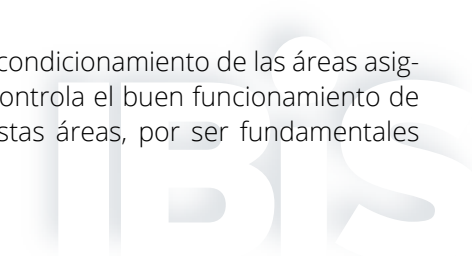 condicionamiento de las áreas asig-
ontrola el buen funcionamiento de
stas áreas, por ser fundamentales
IBIS